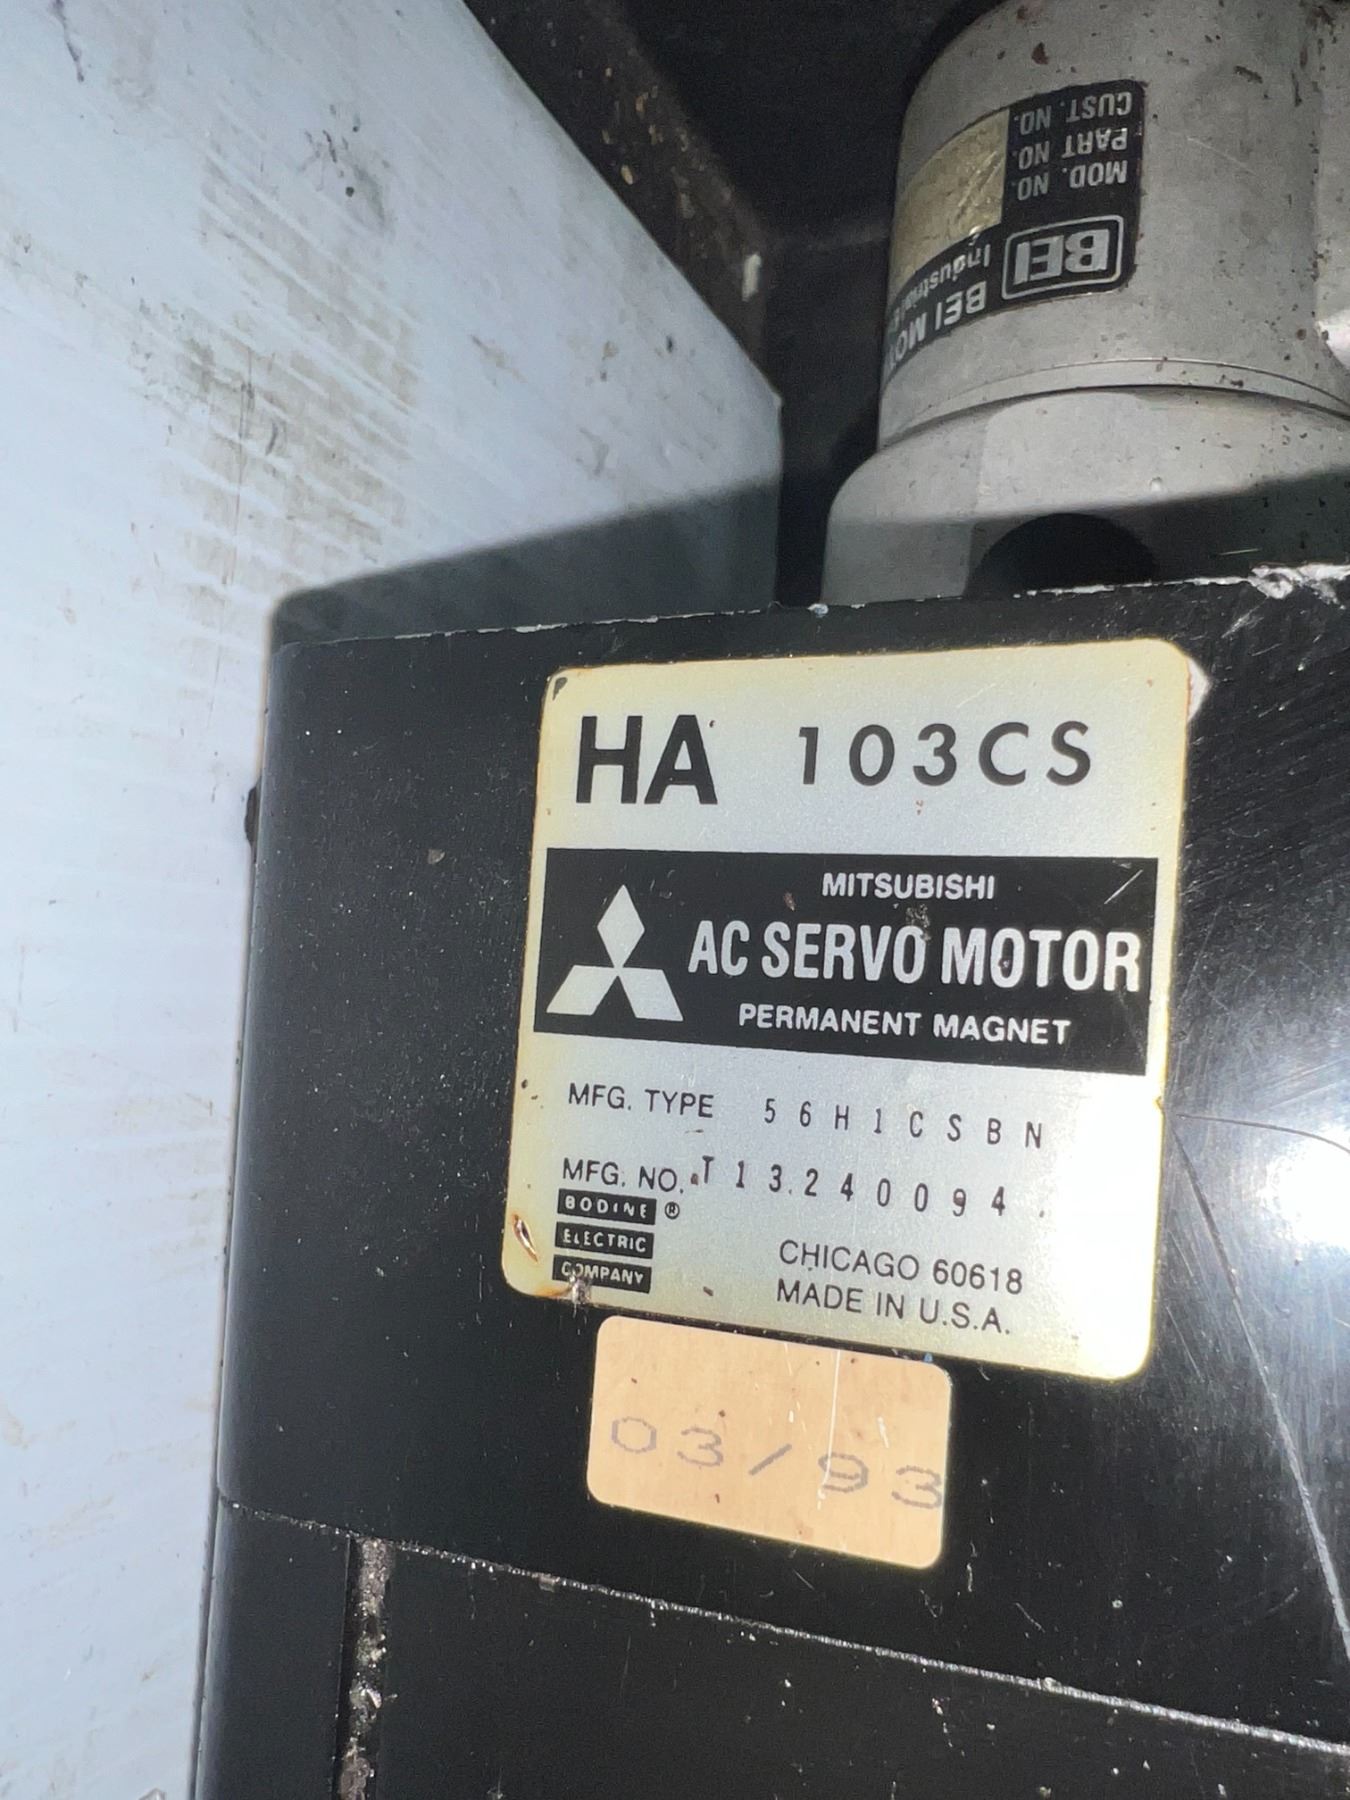 CUST. NO.
PART NO.
MOD. NO.
BEI
BEI
HA 103CS
MITSUBISHI
AC SERVO MOTOR
PERMANENT MAGNET
MFG. TYPE 56H1CSBN
MFG. NO. T13240094
BODINE ®
ELECTRIC
COMPANY
CHICAGO 60618
MADE IN U.S.A.
03/93